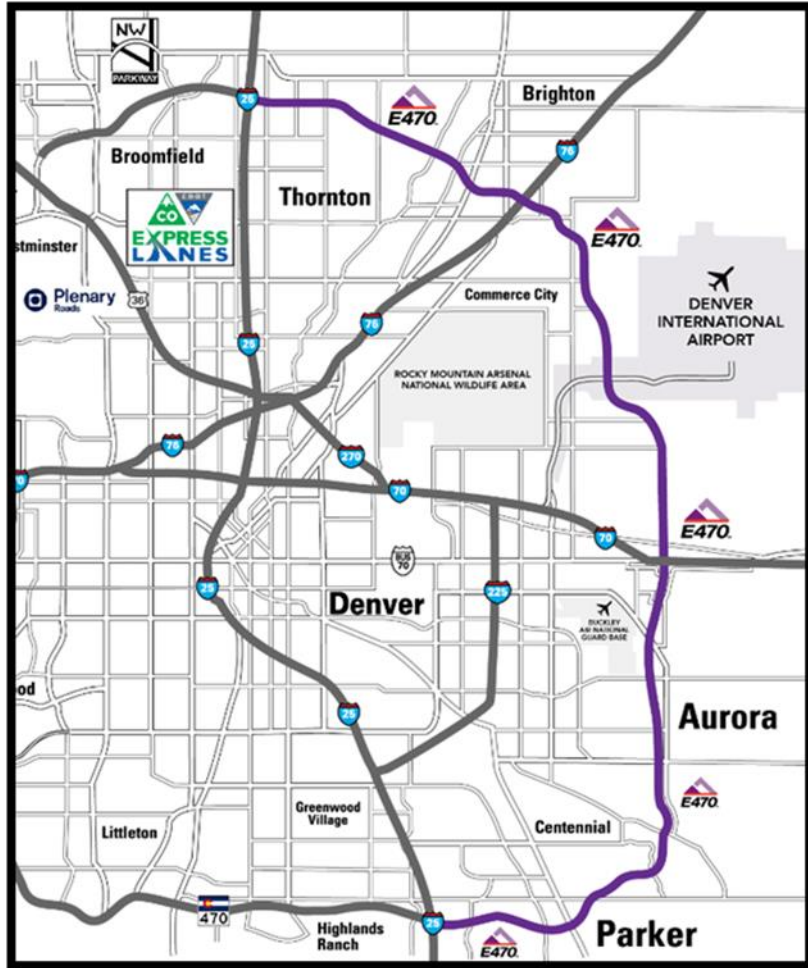 NW
PARKWAY
25
E470
Brighton
Broomfield
76
Thornton
CDOT
CO
EXPRESS
LANES
E470
stminster
Plenary
Roads
36
Commerce City
DENVER
INTERNATIONAL
AIRPORT
76
25
ROCKY MOUNTAIN ARSENAL
NATIONAL WILDLIFE AREA
76
270
70
70
E470
70
BUS
70
25
Denver
225
BUCKLEY
AIR NATIONAL
GUARD BASE
ood
25
Aurora
E470
Greenwood
Village
Littleton
Centennial
470
25
Highlands
Ranch
E470
Parker